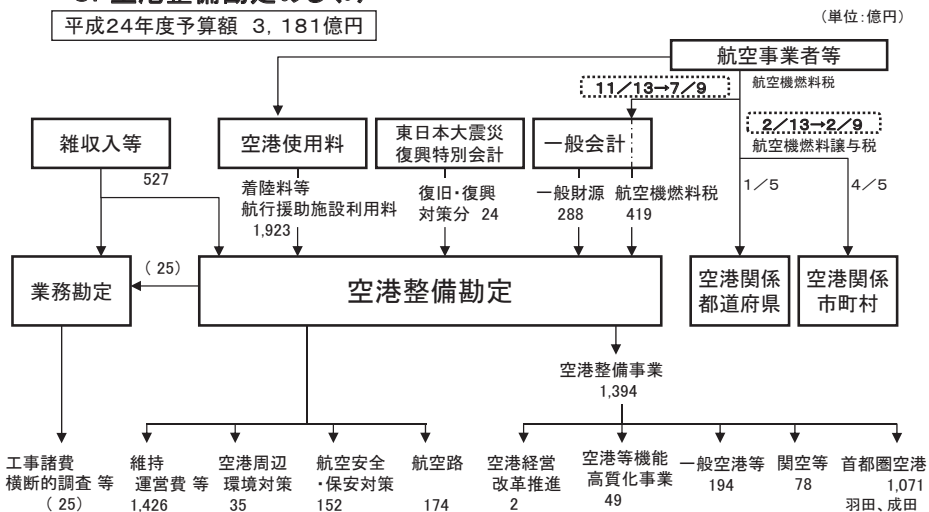 平成24年度予算額 3,181億円
(単位:億円)
航空事業者等
航空機燃料税
11/13→7/9
2/13→2/9
航空機燃料譲与税
雑収入等
空港使用料
東日本大震災
復興特別会計
一般会計
527
着陸料等
航行援助施設利用料
1,923
復旧・復興
対策分 24
一般財源
288
航空機燃料税
419
1/5
4/5
業務勘定
(25)
空港整備勘定
空港関係
都道府県
空港関係
市町村
空港整備事業
1,394
工事諸費
横断的調査 等
(25)
維持
運営費 等
1,426
空港周辺
環境対策
35
航空安全
・保安対策
152
航空路
174
空港経営
改革推進
2
空港等機能
高質化事業
49
一般空港等
194
関空等
78
首都圏空港
1,071
羽田、成田